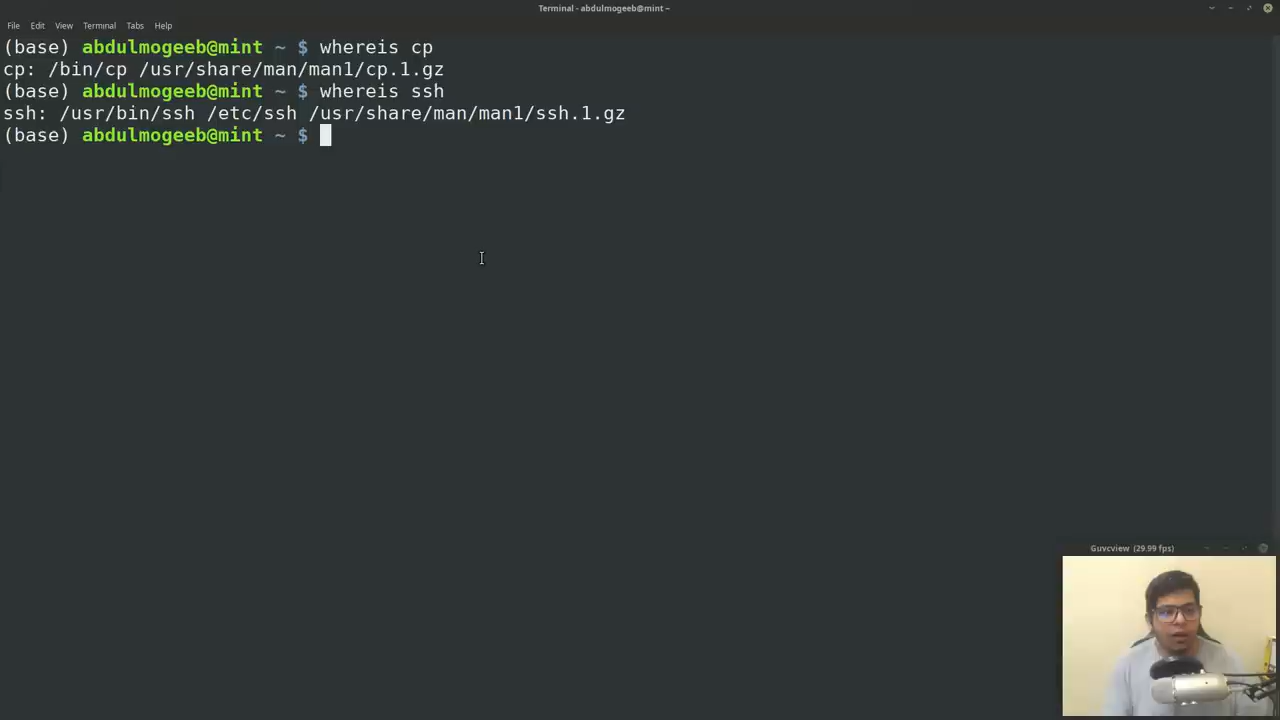 Terminal - abdulmogeeb@mint ~
File Edit View Terminal Tabs Help
(base) abdulmogeeb@mint ~ $ whereis cp
cp: /bin/cp /usr/share/man/man1/cp.1.gz
(base) abdulmogeeb@mint ~ $ whereis ssh
ssh: /usr/bin/ssh /etc/ssh /usr/share/man/man1/ssh.1.gz
(base) abdulmogeeb@mint ~ $
Guvcview (29.99 fps)